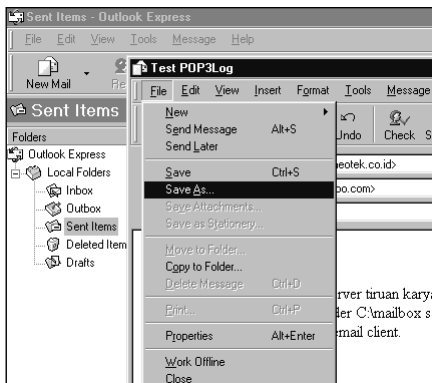 Sent Items - Outlook Express
File Edit View Tools Message Help
New Mail Re
Test POP3Log
File Edit View Insert Format Tools Message
Undo Check S
Sent Items
Folders
Outlook Express
Local Folders
Inbox
Outbox
Sent Items
Deleted Item
Drafts
New
Send Message Alt+S
Send Later
Save Ctrl+S
Save As...
Save Attachments...
Save as Stationery...
Move to Folder...
Copy to Folder...
Delete Message Ctrl+D
Print... Ctrl+P
Properties Alt+Enter
Work Offline
Close
neotek.co.id>
oo.com>
rver tiruan karya
der C:\mailbox s
email client.